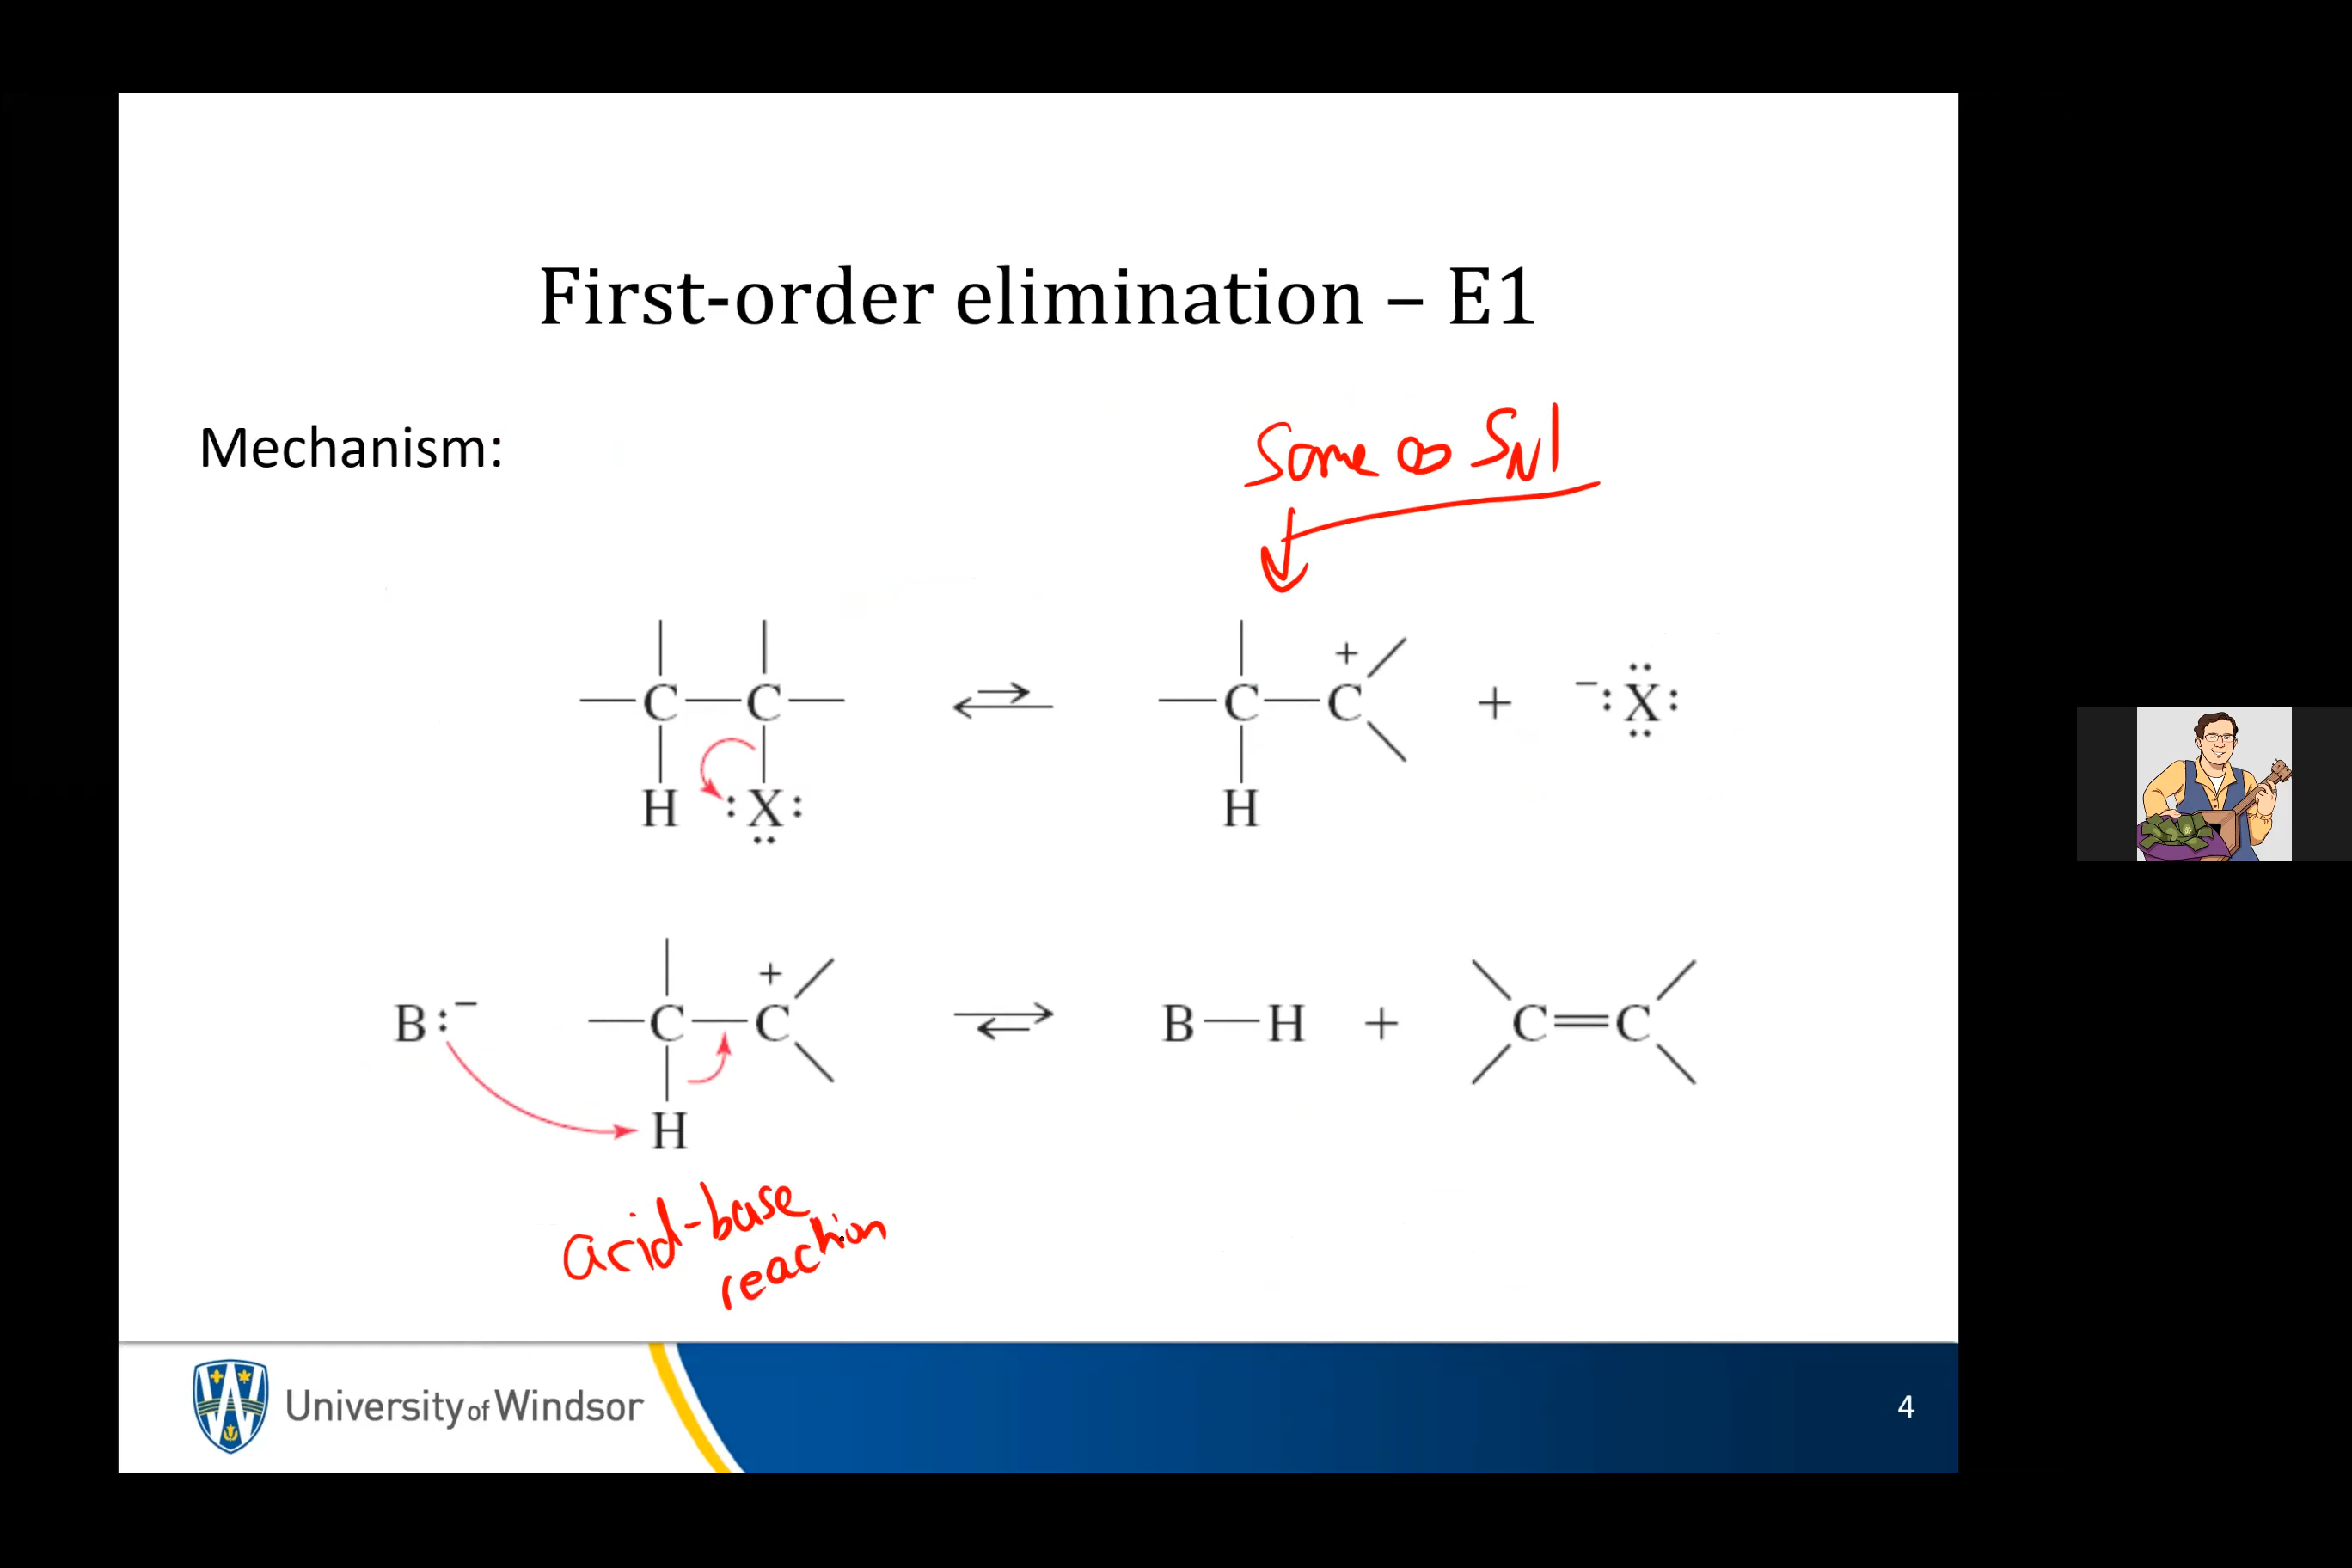 First-order elimination – E1
Mechanism:
Same as SN1
C C C + C + − :X:
H :X: H
B:− C + C B H + C C
H
acid-base
reaction
University of Windsor
4